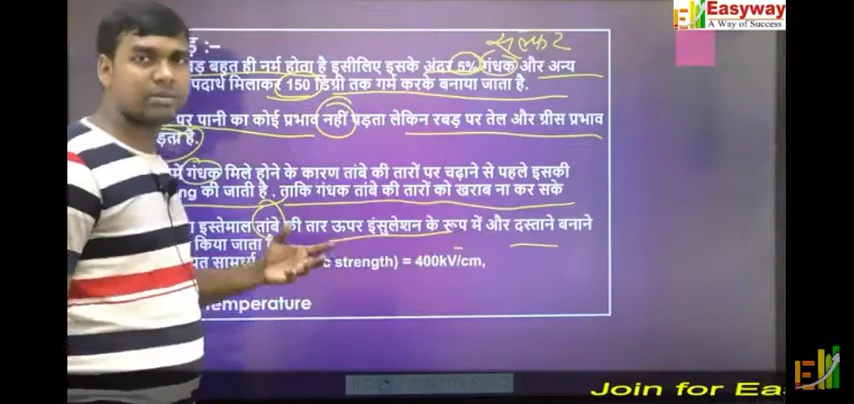 Easyway
A Way of Success
सल्फर
ड़ :–
बहुत ही नर्म होता है इसीलिए इसके अंदर 5% गंधक और अन्य
पदार्थ मिलाकर 150 डिग्री तक गर्म करके बनाया जाता है.
पर पानी का कोई प्रभाव नहीं पड़ता लेकिन रबड़ पर तेल और ग्रीस प्रभाव
है.
गंधक मिले होने के कारण तांबे की तारों पर चढ़ाने से पहले इसकी
ng की जाती है . ताकि गंधक तांबे की तारों को खराब ना कर सके
इस्तेमाल तांबे की तार ऊपर इंसुलेशन के रूप में और दस्ताने बनाने
किया जाता
strength) = 400kV/cm,
emperature
Join for Ea